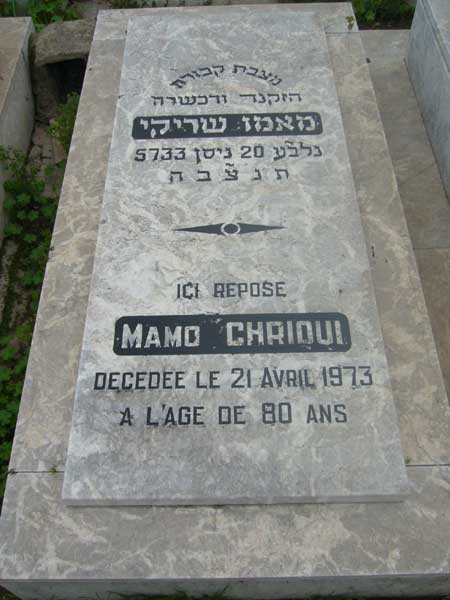 מצבת קבורת
הזקנה והכשרה
מאמו שריקי
נלב״ע 20 ניסן 5733
ת נ צ ב ה
ICI REPOSE
MAMO CHRIQUI
DECEDEE LE 21 AVRIL 1973
A L'AGE DE 80 ANS